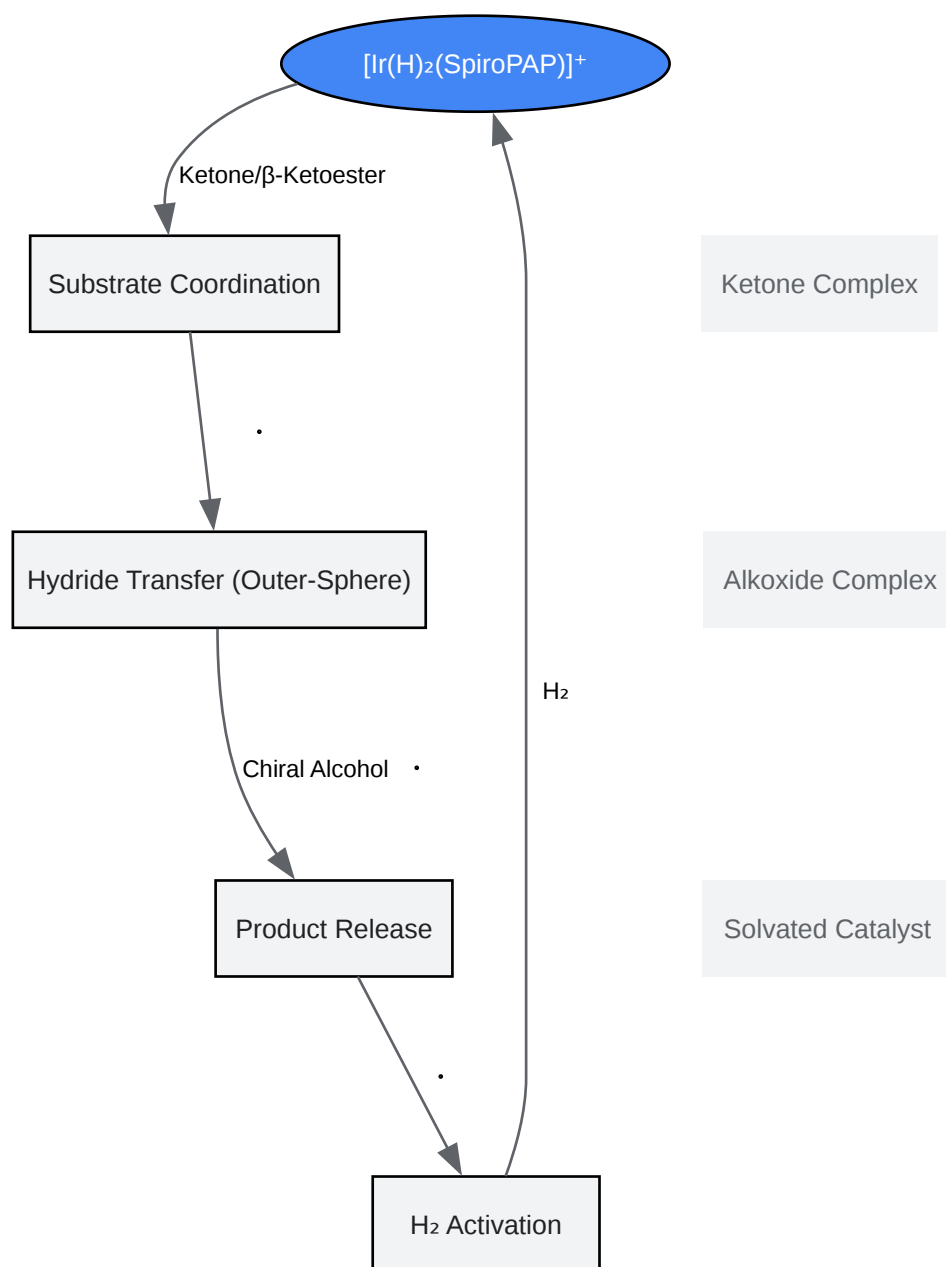 [Ir(H)₂(SpiroPAP)]⁺
Ketone/β-Ketoester
Substrate Coordination
Ketone Complex
Hydride Transfer (Outer-Sphere)
Alkoxide Complex
H₂
Chiral Alcohol
Product Release
Solvated Catalyst
H₂ Activation